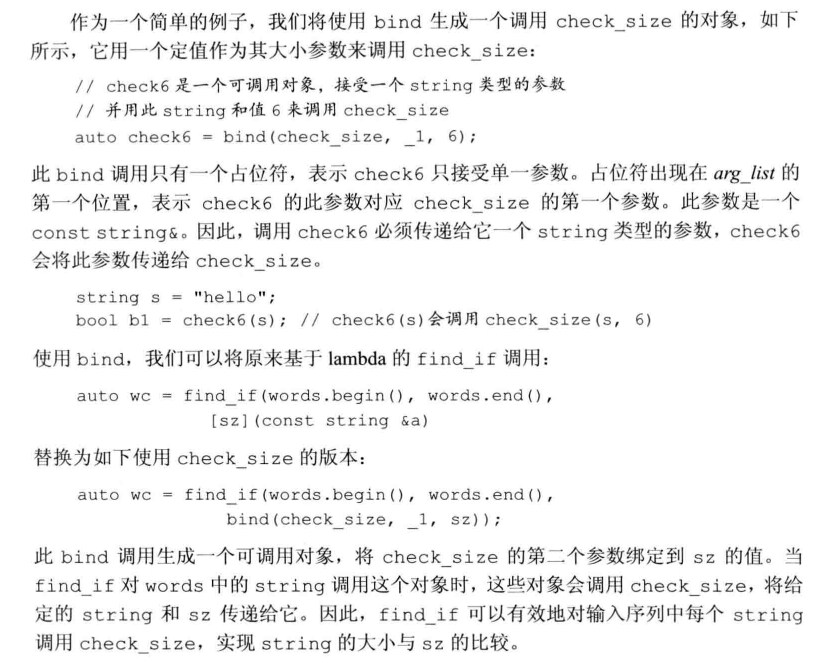 作为一个简单的例子，我们将使用 bind 生成一个调用 check_size 的对象，如下
所示，它用一个定值作为其大小参数来调用 check_size：
// check6 是一个可调用对象，接受一个 string 类型的参数
// 并用此 string 和值 6 来调用 check_size
auto check6 = bind(check_size, _1, 6);
此 bind 调用只有一个占位符，表示 check6 只接受单一参数。占位符出现在 arg_list 的
第一个位置，表示 check6 的此参数对应 check_size 的第一个参数。此参数是一个
const string&。因此，调用 check6 必须传递给它一个 string 类型的参数，check6
会将此参数传递给 check_size。
string s = "hello";
bool b1 = check6(s); // check6(s)会调用 check_size(s, 6)
使用 bind，我们可以将原来基于 lambda 的 find_if 调用：
auto wc = find_if(words.begin(), words.end(),
[sz](const string &a)
替换为如下使用 check_size 的版本：
auto wc = find_if(words.begin(), words.end(),
bind(check_size, _1, sz));
此 bind 调用生成一个可调用对象，将 check_size 的第二个参数绑定到 sz 的值。当
find_if 对 words 中的 string 调用这个对象时，这些对象会调用 check_size，将给
定的 string 和 sz 传递给它。因此，find_if 可以有效地对输入序列中每个 string
调用 check_size，实现 string 的大小与 sz 的比较。